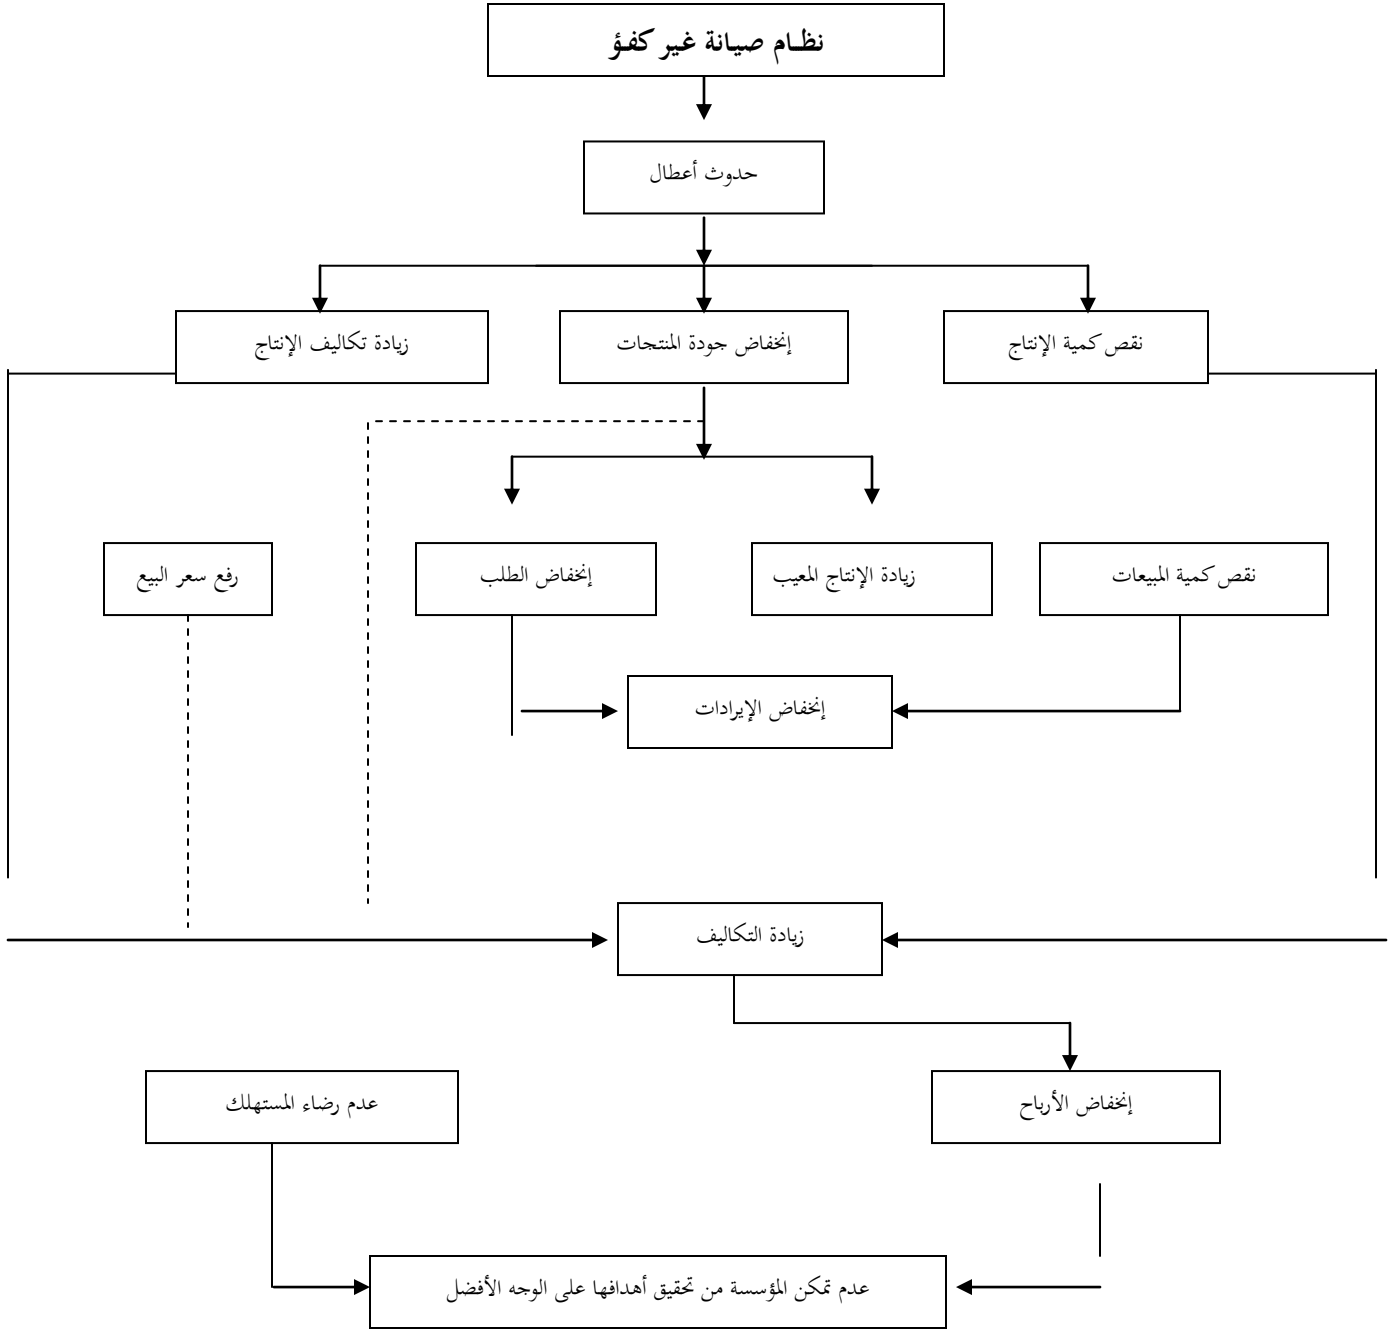 نظام صيانة غير كفؤ
حدوث أعطال
نقص كمية الإنتاج
إنخفاض جودة المنتجات
زيادة تكاليف الإنتاج
نقص كمية المبيعات
زيادة الإنتاج المعيب
إنخفاض الطلب
رفع سعر البيع
إنخفاض الإيرادات
زيادة التكاليف
إنخفاض الأرباح
عدم رضاء المستهلك
عدم تمكن المؤسسة من تحقيق أهدافها على الوجه الأفضل